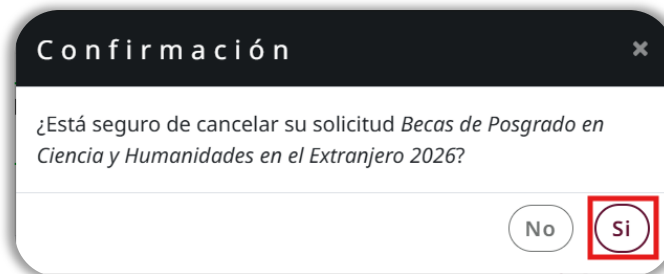 Confirmación
¿Está seguro de cancelar su solicitud Becas de Posgrado en
Ciencia y Humanidades en el Extranjero 2026?
No
Si